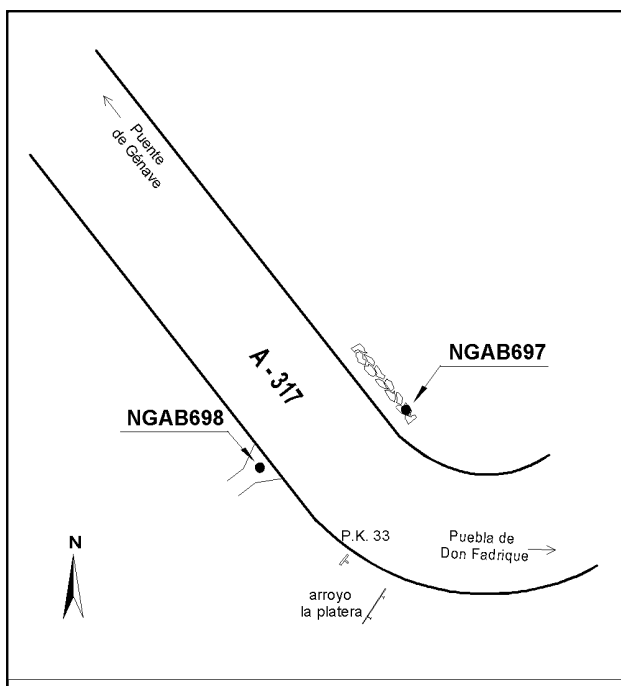 Puente
de Génave
NGAB697
A - 317
NGAB698
P.K. 33
Puebla de
Don Fadrique
N
arroyo
la platera